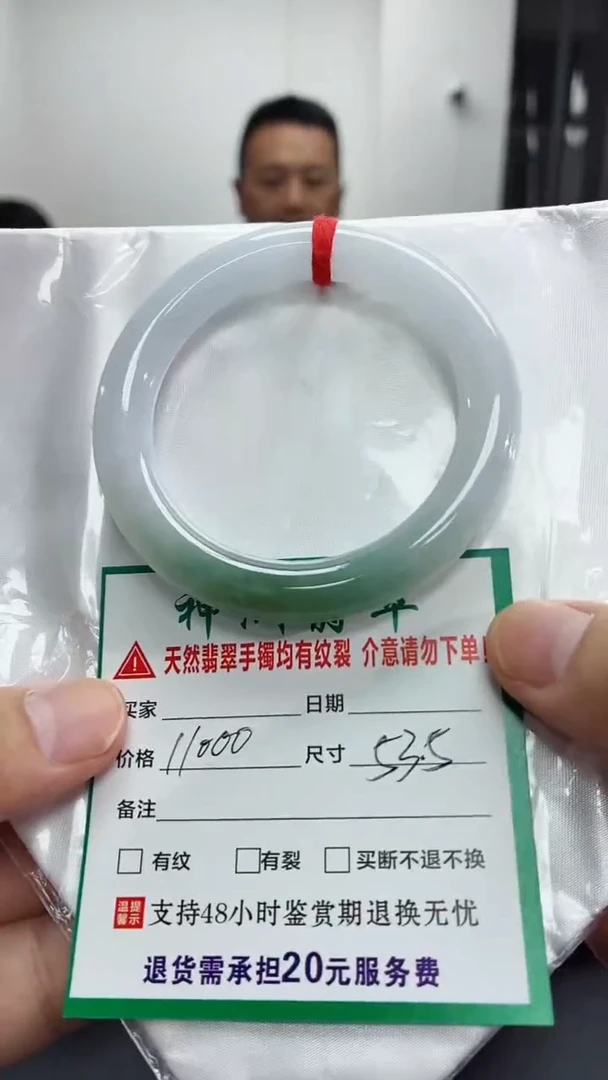 天然翡翠手镯均有纹裂 介意请勿下单!
买家 日期
价格 11000 尺寸 53.5
备注
有纹 有裂 买断不退不换
温馨提示 支持48小时鉴赏期退换无忧
退货需承担20元服务费